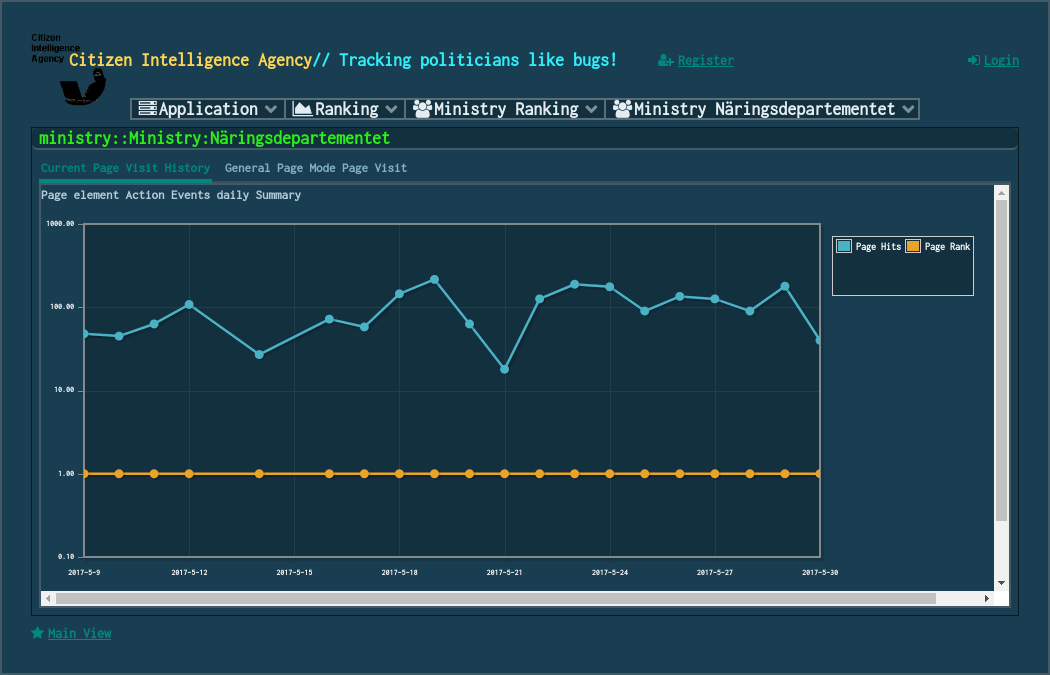 Citizen
Intelligence
Agency
Citizen Intelligence Agency// Tracking politicians like bugs!
Register
Login
Application
Ranking
Ministry Ranking
Ministry Näringsdepartementet
ministry::Ministry:Näringsdepartementet
Current Page Visit History
General Page Mode Page Visit
Page element Action Events daily Summary
1000.00
100.00
10.00
1.00
0.10
2017-5-9
2017-5-12
2017-5-15
2017-5-18
2017-5-21
2017-5-24
2017-5-27
2017-5-30
Page Hits
Page Rank
Main View